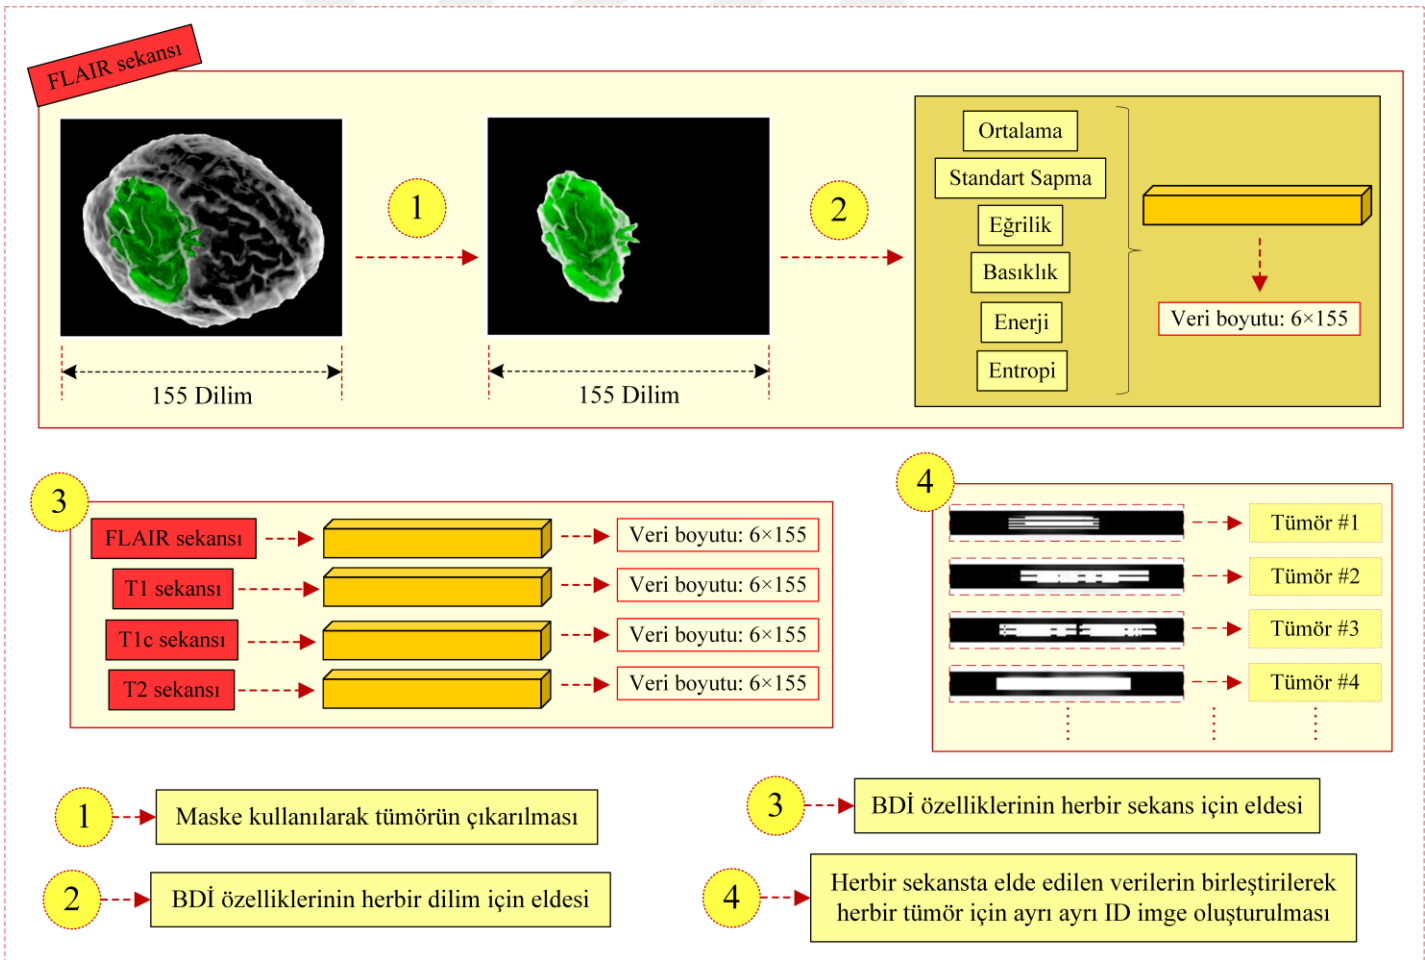 FLAIR sekansı
1
2
155 Dilim
155 Dilim
Ortalama
Standart Sapma
Eğrilik
Basıklık
Enerji
Entropi
Veri boyutu: 6×155
3
FLAIR sekansı
Veri boyutu: 6×155
T1 sekansı
Veri boyutu: 6×155
T1c sekansı
Veri boyutu: 6×155
T2 sekansı
Veri boyutu: 6×155
4
Tümör #1
Tümör #2
Tümör #3
Tümör #4
1
Maske kullanılarak tümörün çıkarılması
2
BDİ özelliklerinin herbir dilim için eldesi
3
BDİ özelliklerinin herbir sekans için eldesi
4
Herbir sekansta elde edilen verilerin birleştirilerek
herbir tümör için ayrı ayrı ID imge oluşturulması